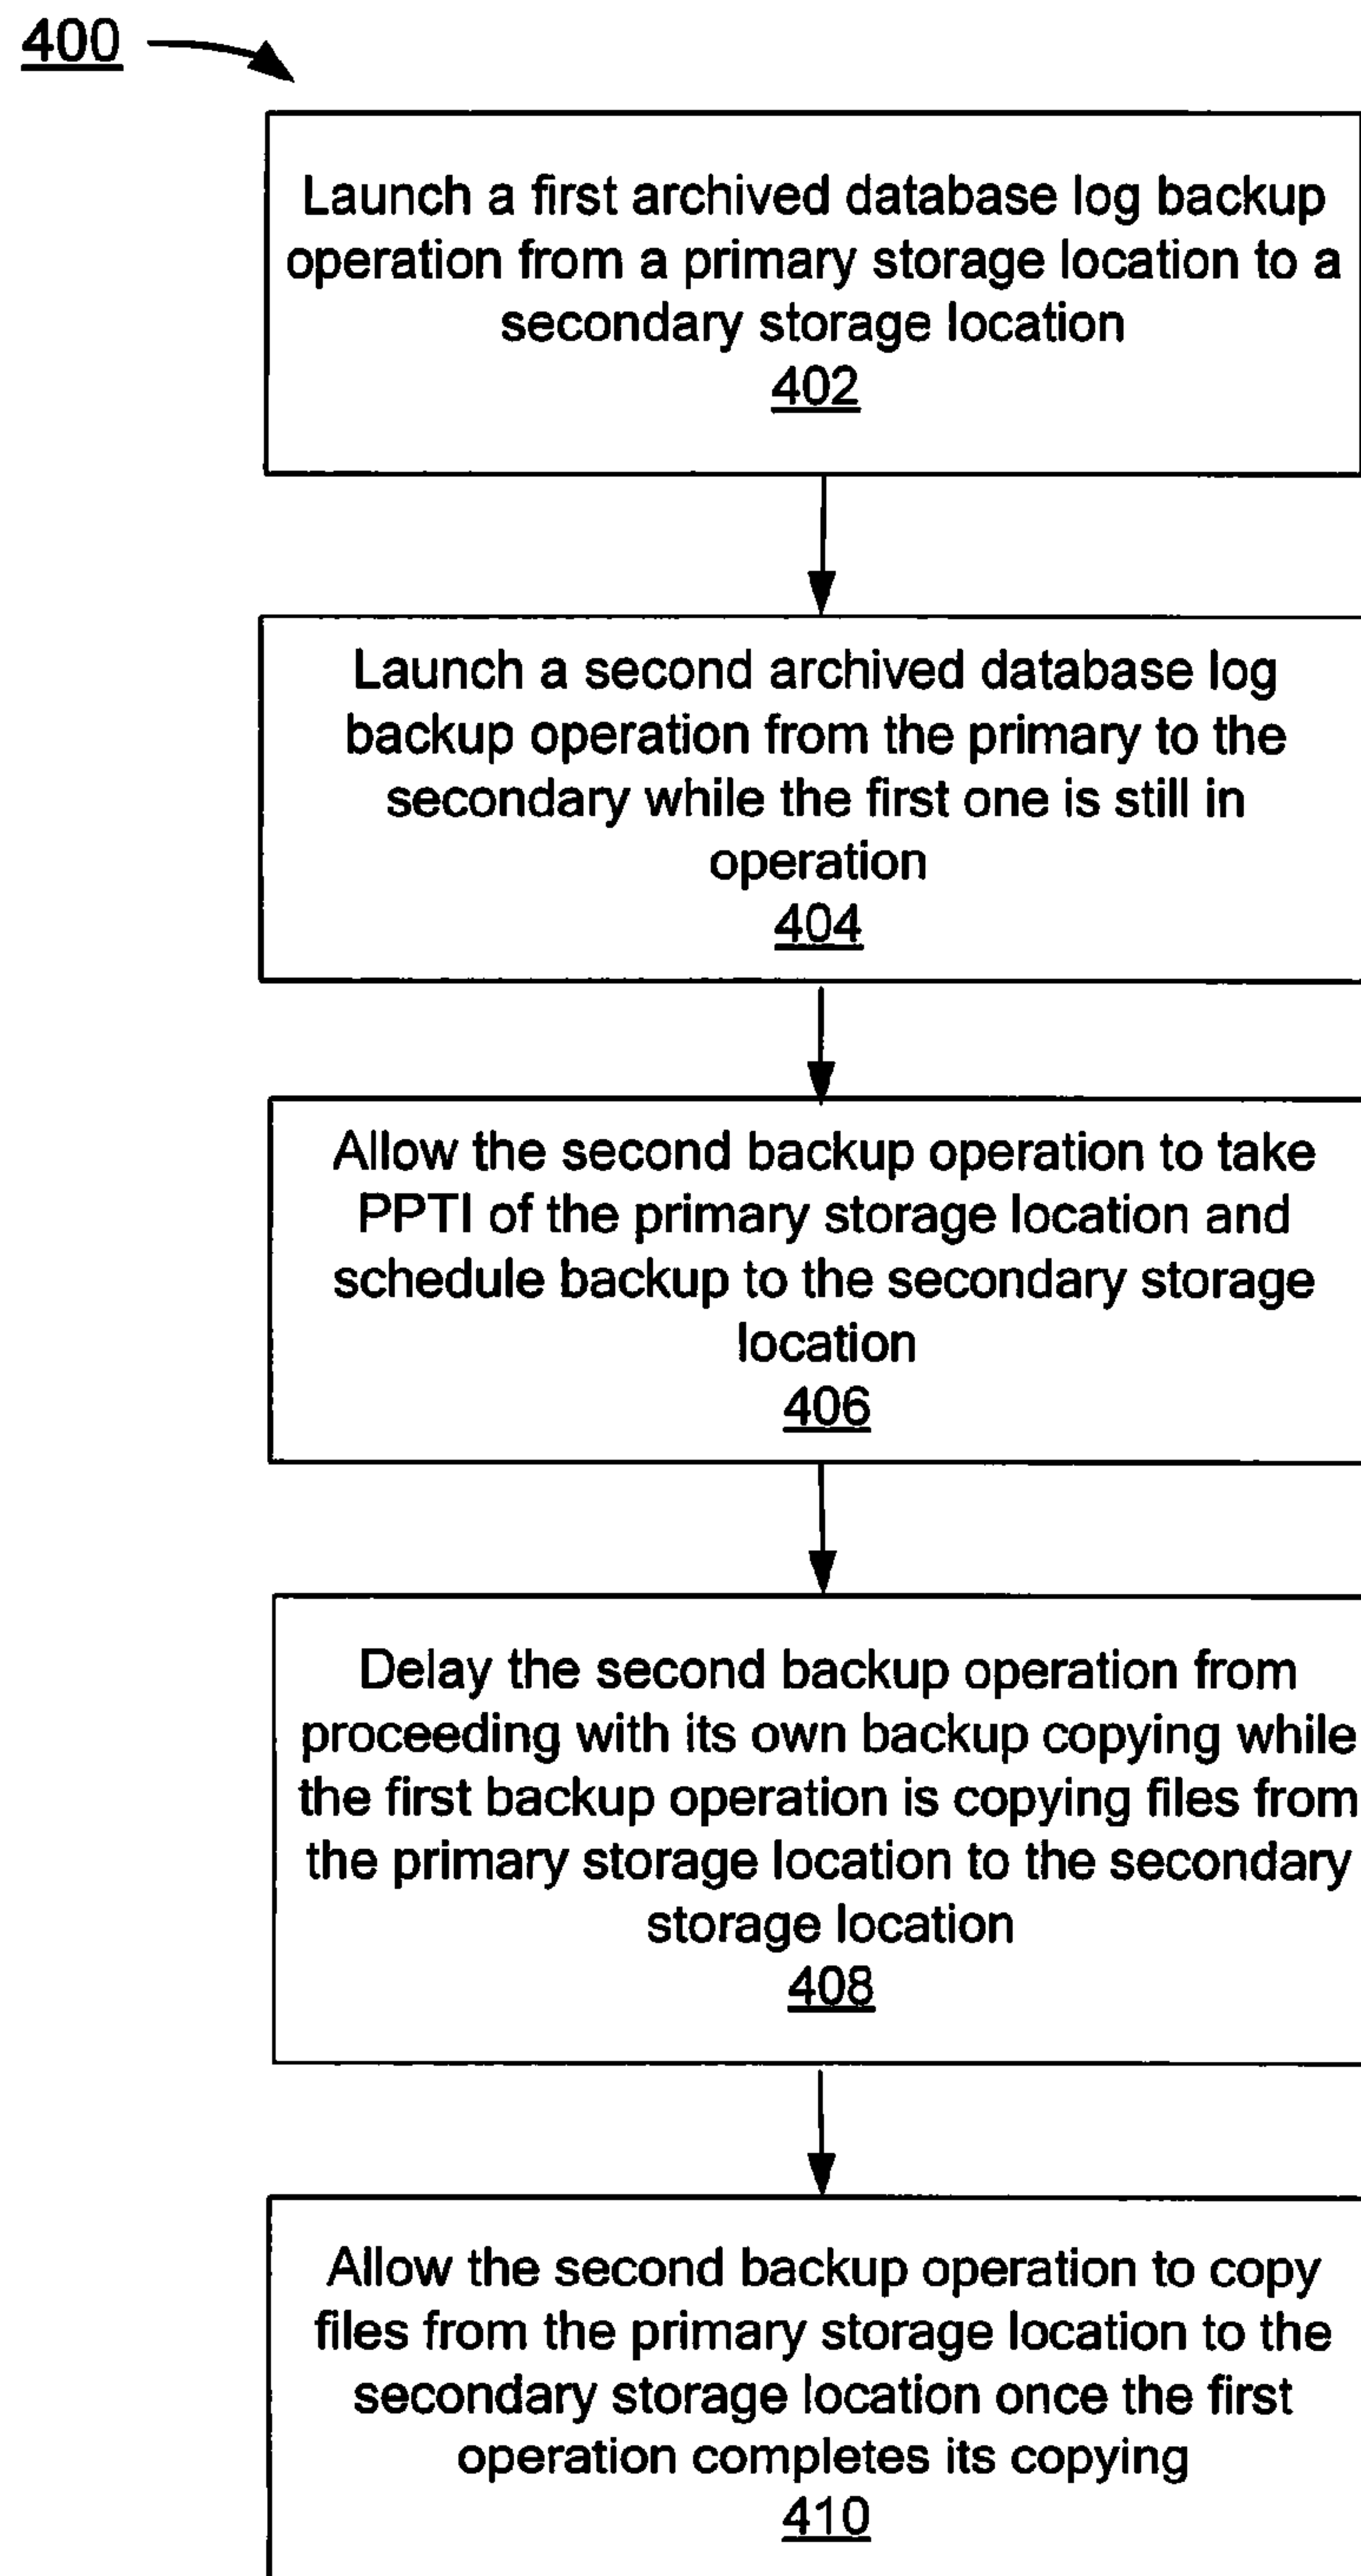 400
Launch a first archived database log backup
operation from a primary storage location to a
secondary storage location
402
Launch a second archived database log
backup operation from the primary to the
secondary while the first one is still in
operation
404
Allow the second backup operation to take
PPTI of the primary storage location and
schedule backup to the secondary storage
location
406
Delay the second backup operation from
proceeding with its own backup copying while
the first backup operation is copying files from
the primary storage location to the secondary
storage location
408
Allow the second backup operation to copy
files from the primary storage location to the
secondary storage location once the first
operation completes its copying
410